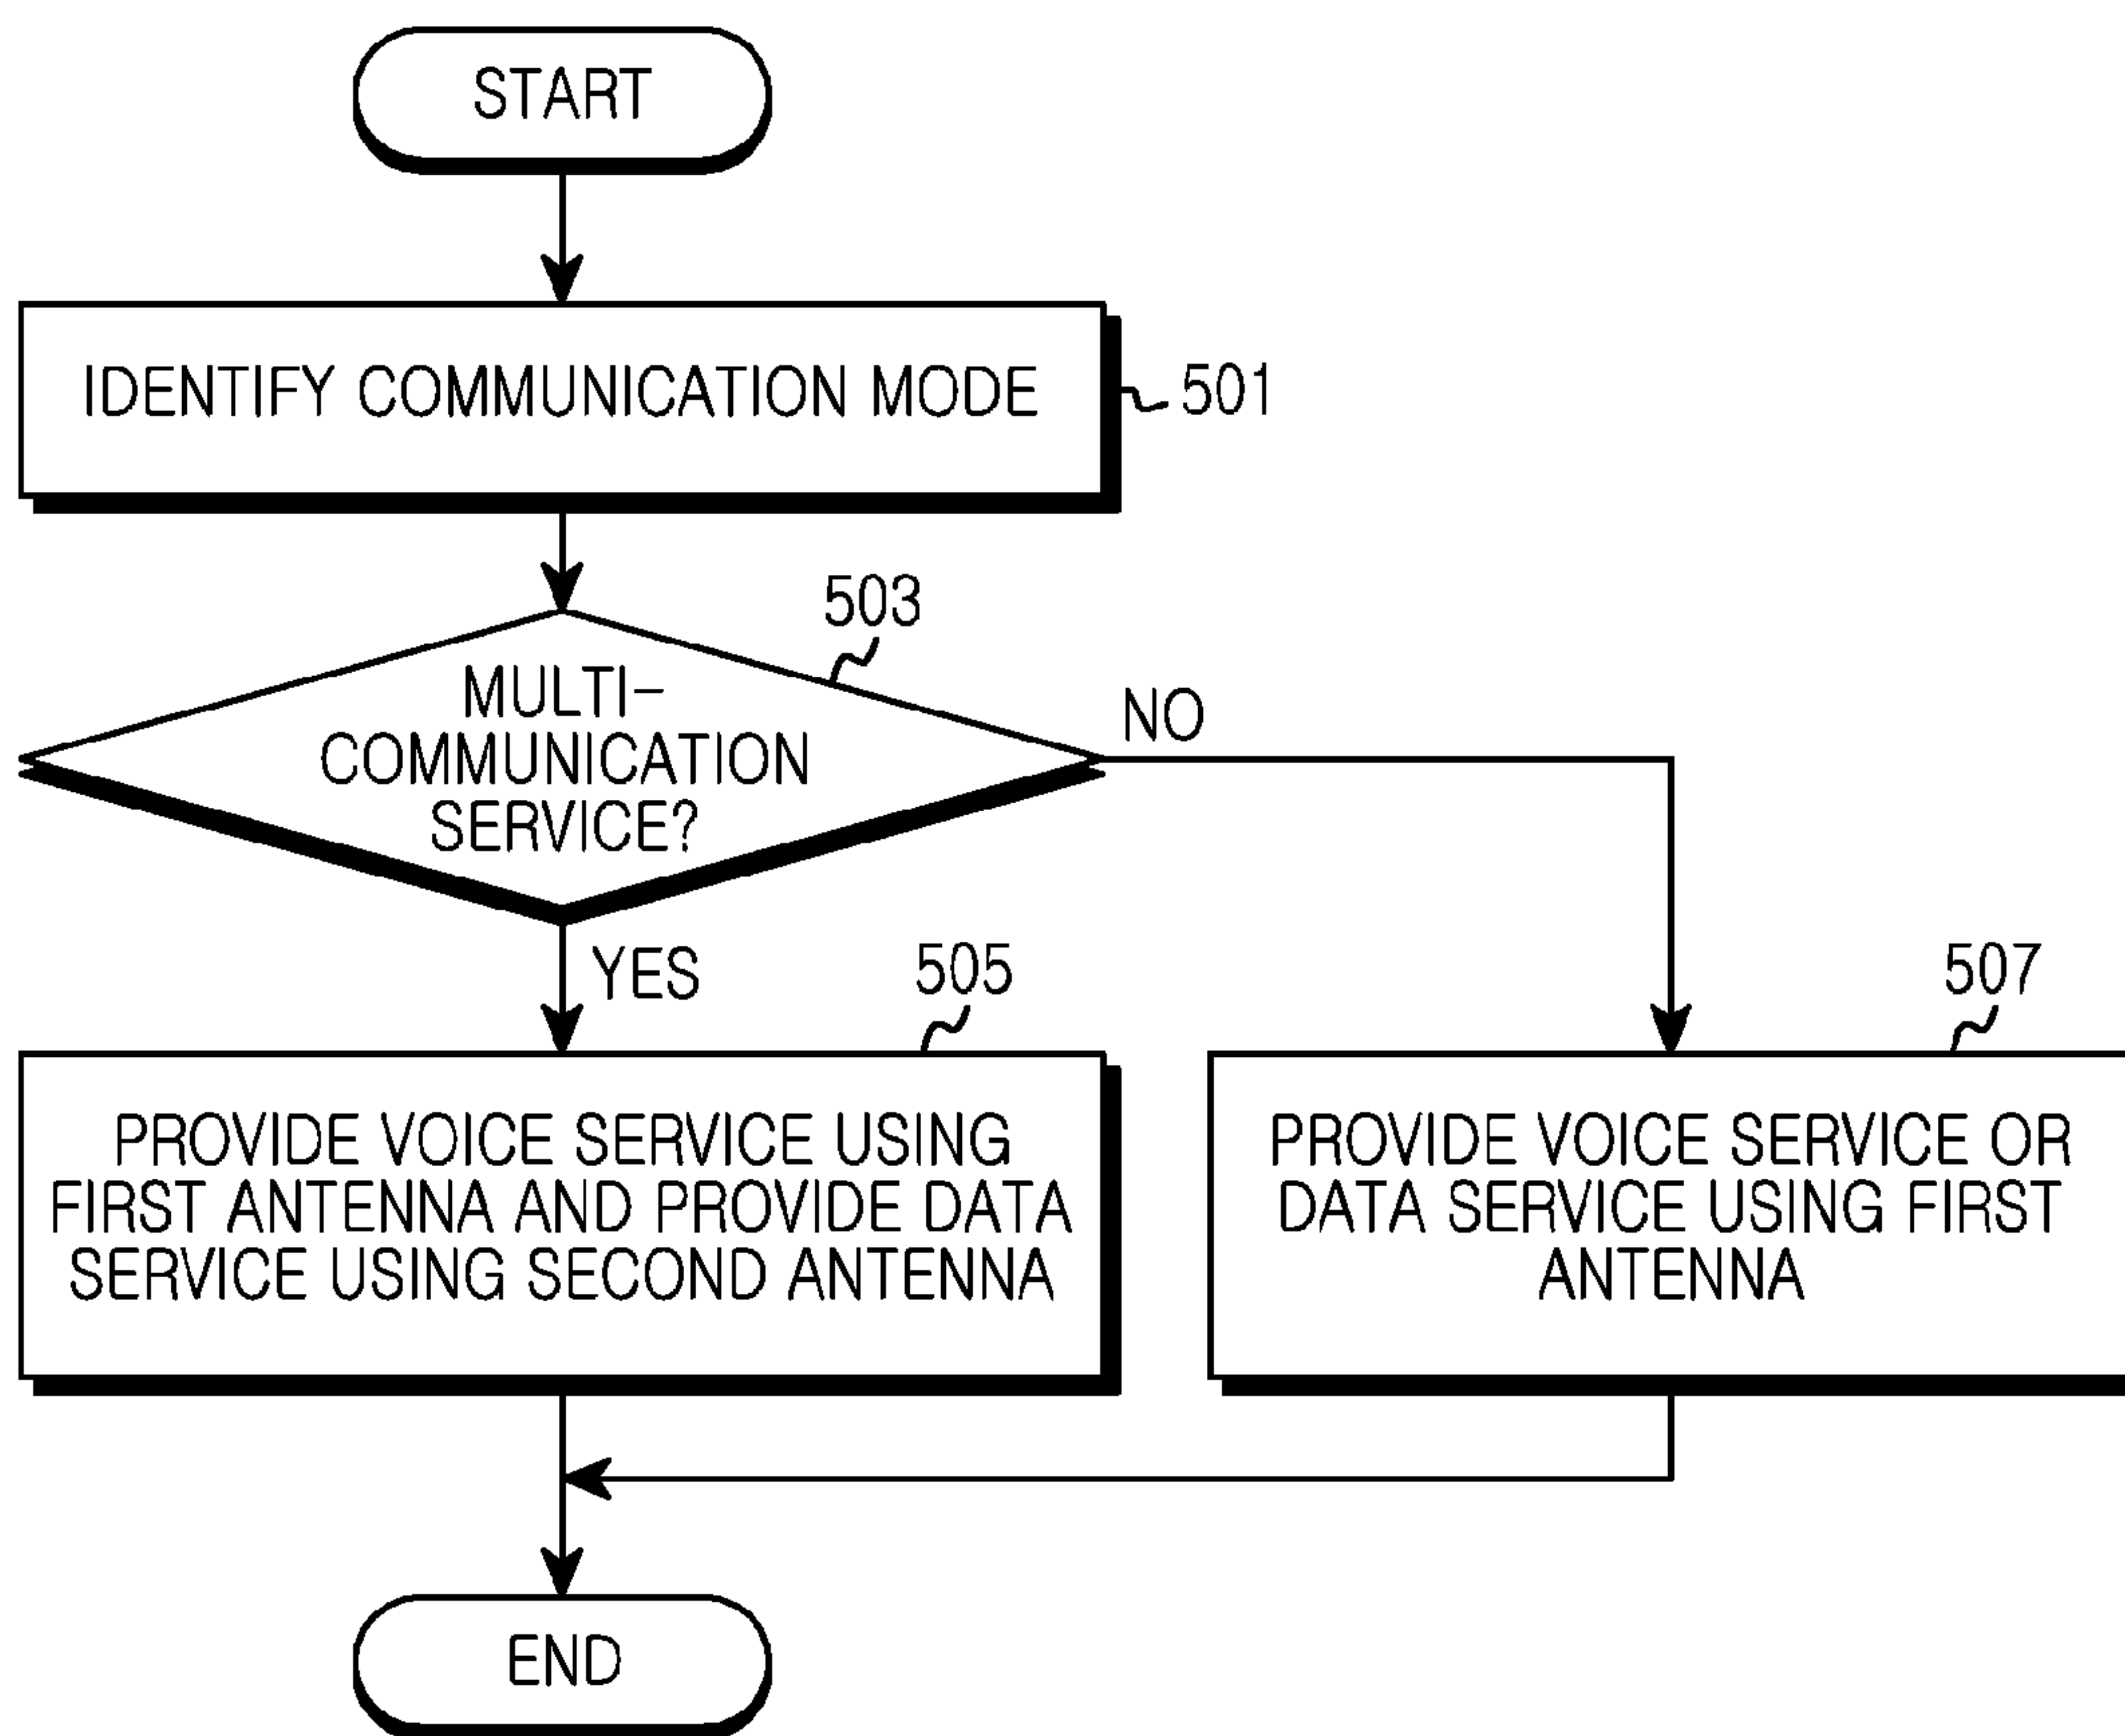 START
IDENTIFY COMMUNICATION MODE
501
503
MULTI-
COMMUNICATION
SERVICE?
NO
YES
505
PROVIDE VOICE SERVICE USING
FIRST ANTENNA AND PROVIDE DATA
SERVICE USING SECOND ANTENNA
507
PROVIDE VOICE SERVICE OR
DATA SERVICE USING FIRST
ANTENNA
END